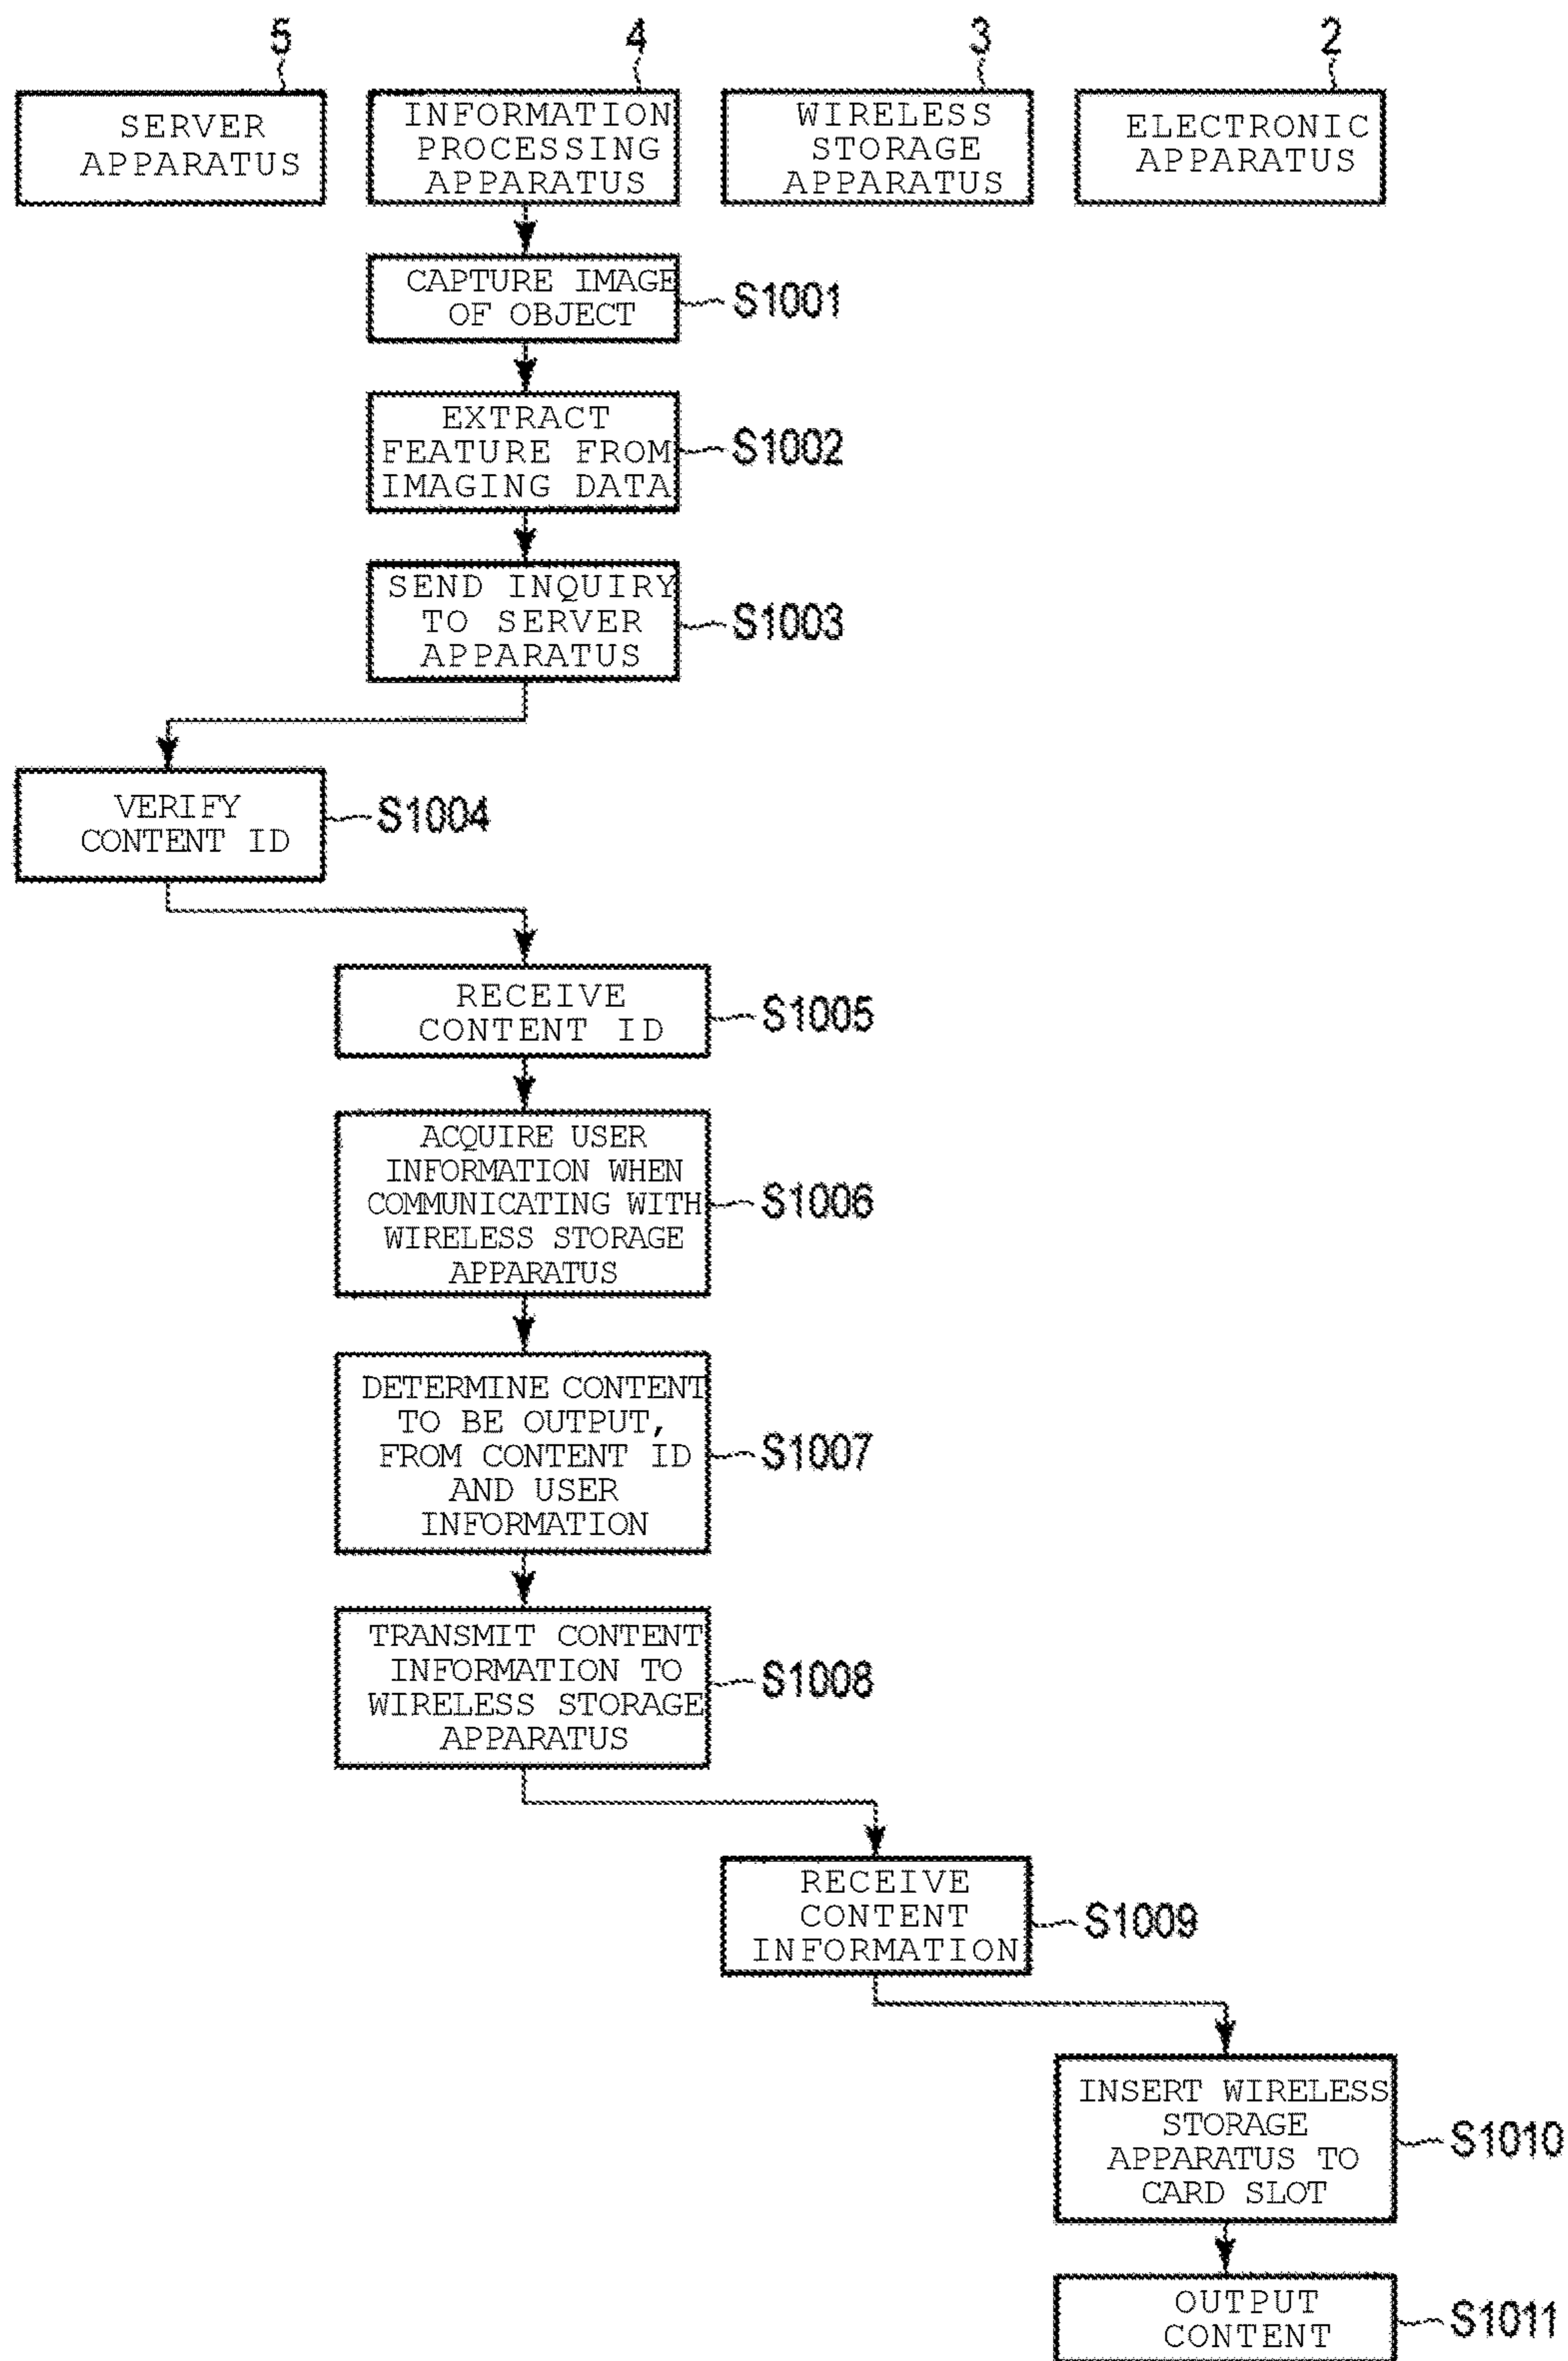 5
4
3
2
SERVER
APPARATUS
INFORMATION
PROCESSING
APPARATUS
WIRELESS
STORAGE
APPARATUS
ELECTRONIC
APPARATUS
CAPTURE IMAGE
OF OBJECT
S1001
EXTRACT
FEATURE FROM
IMAGING DATA
S1002
SEND INQUIRY
TO SERVER
APPARATUS
S1003
VERIFY
CONTENT ID
S1004
RECEIVE
CONTENT ID
S1005
ACQUIRE USER
INFORMATION WHEN
COMMUNICATING WITH
WIRELESS STORAGE
APPARATUS
S1006
DETERMINE CONTENT
TO BE OUTPUT,
FROM CONTENT ID
AND USER
INFORMATION
S1007
TRANSMIT CONTENT
INFORMATION TO
WIRELESS STORAGE
APPARATUS
S1008
RECEIVE
CONTENT
INFORMATION
S1009
INSERT WIRELESS
STORAGE
APPARATUS TO
CARD SLOT
S1010
OUTPUT
CONTENT
S1011